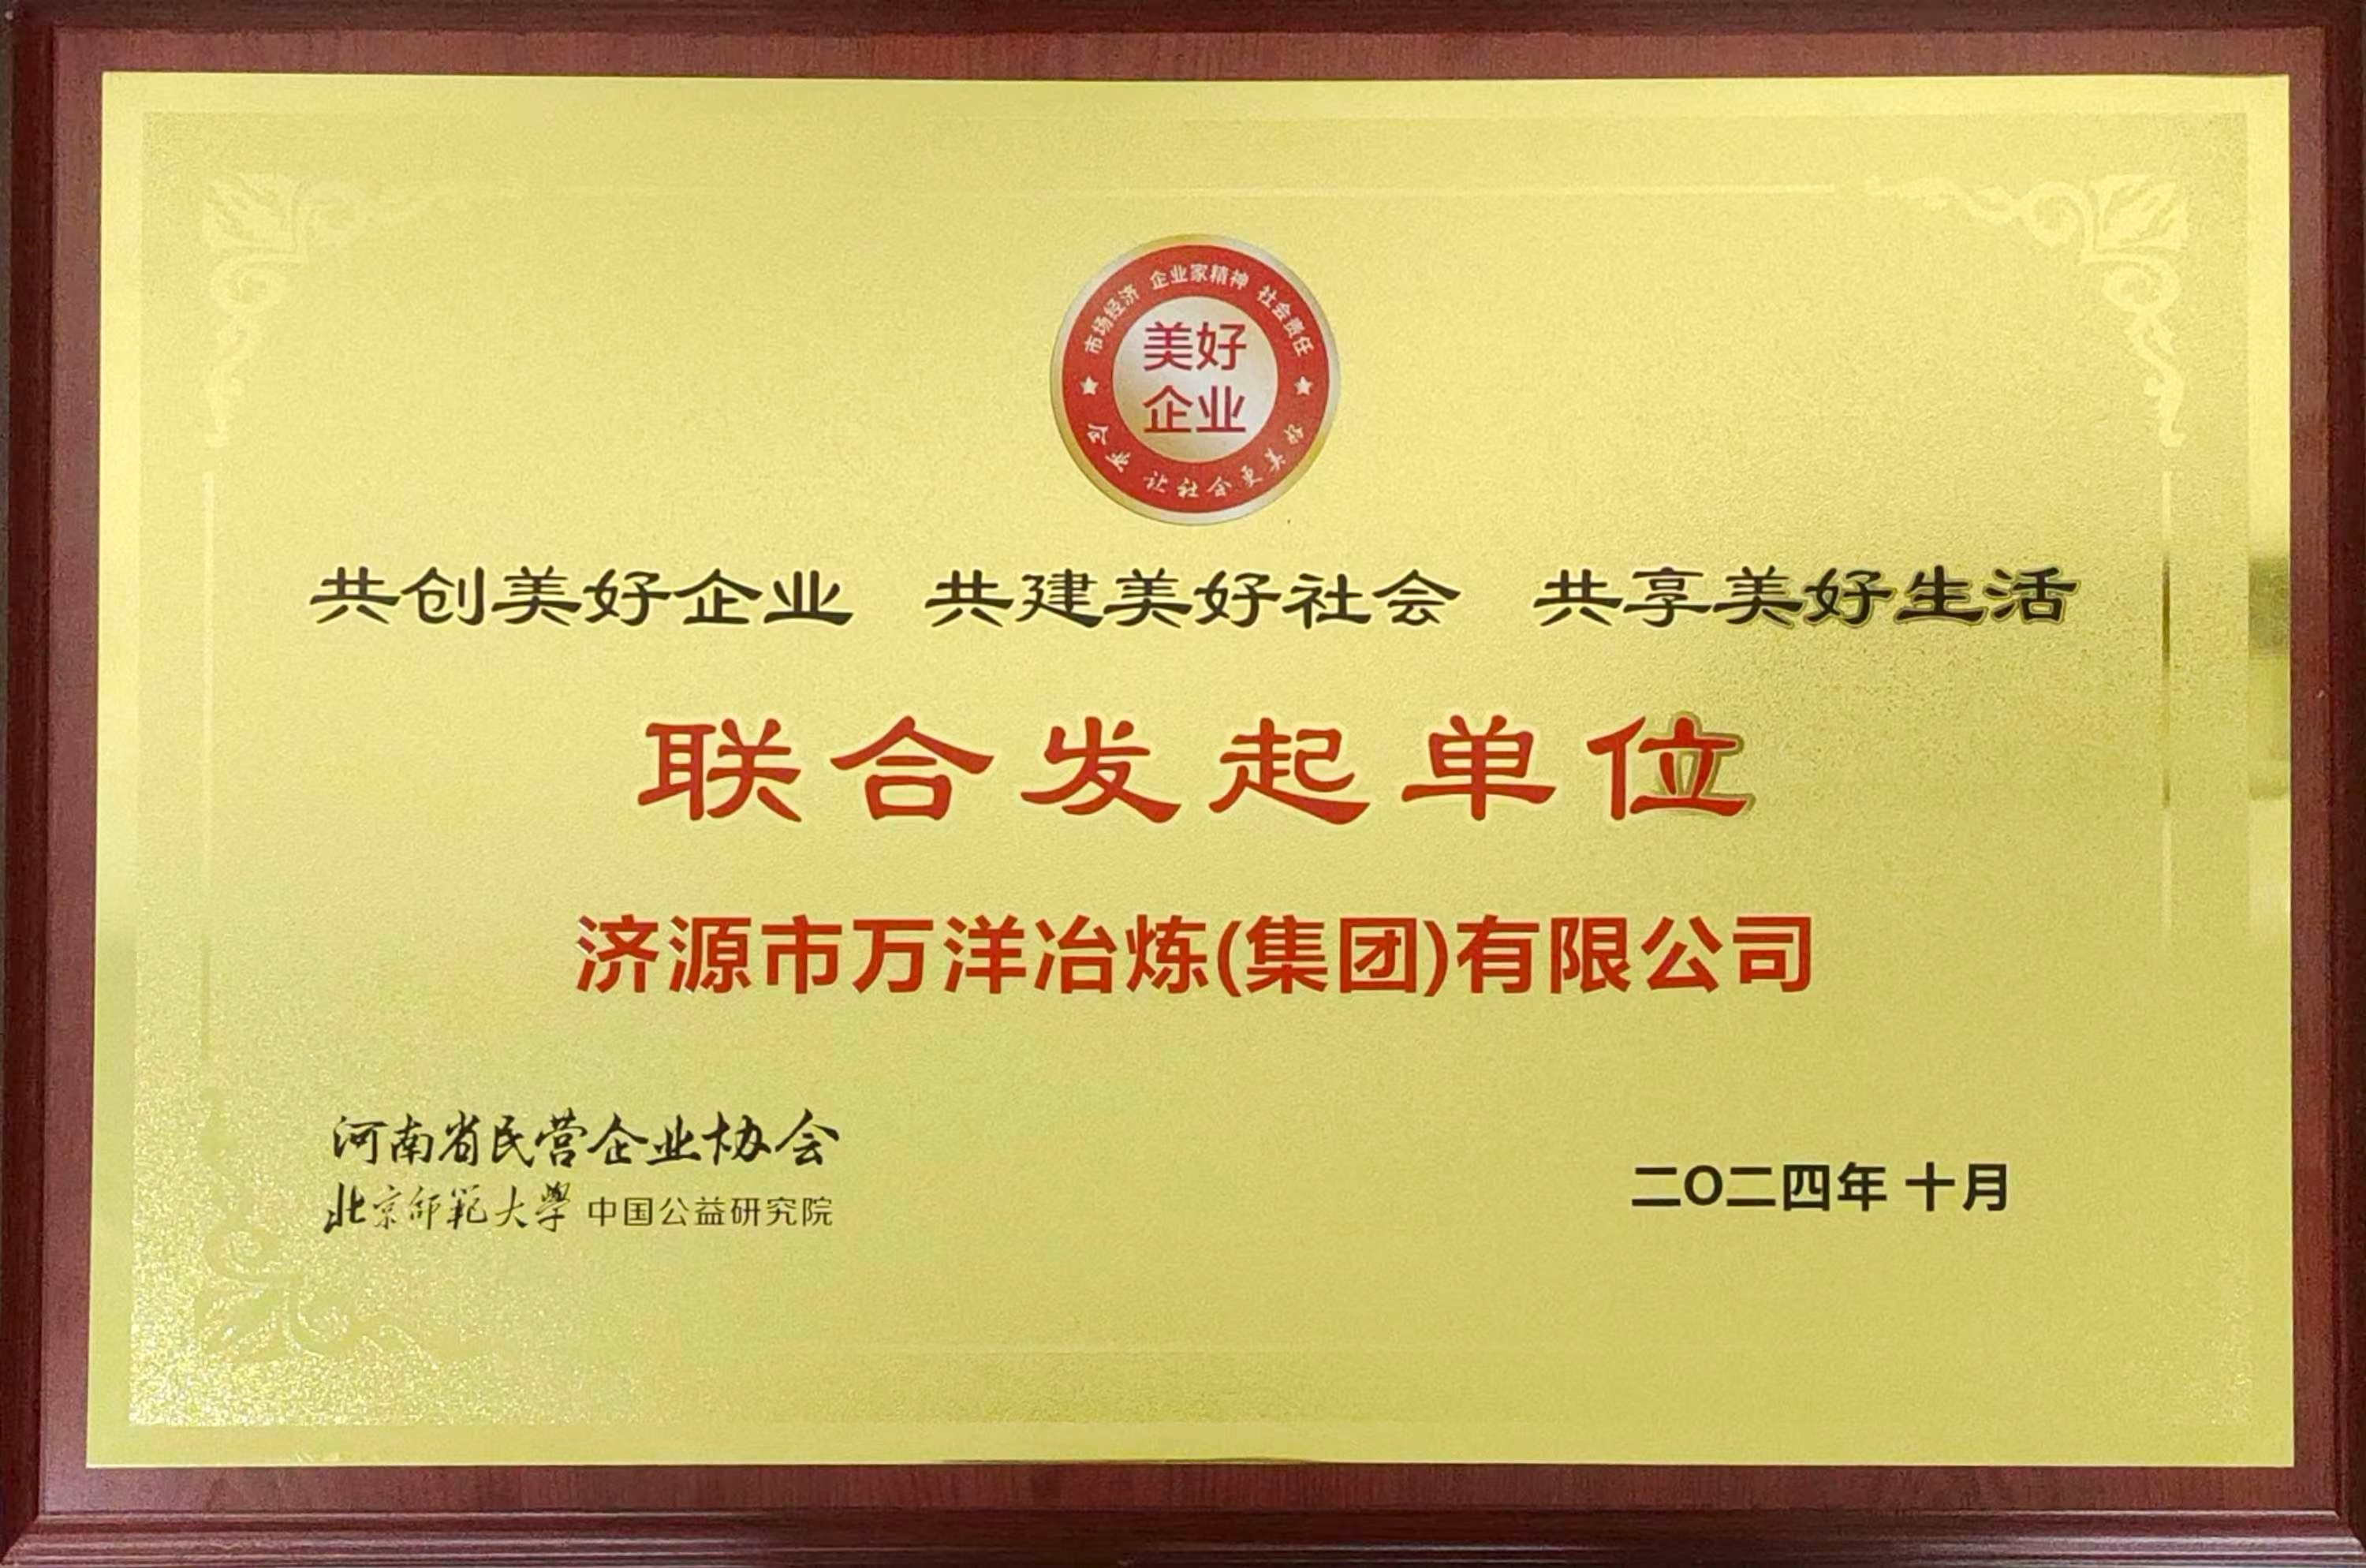 市场经济 企业家精神 社会责任
美好
企业
企业 让社会更美好
共创美好企业 共建美好社会 共享美好生活
联合发起单位
济源市万洋冶炼(集团)有限公司
河南省民营企业协会
北京师范大学 中国公益研究院
二〇二四年 十月